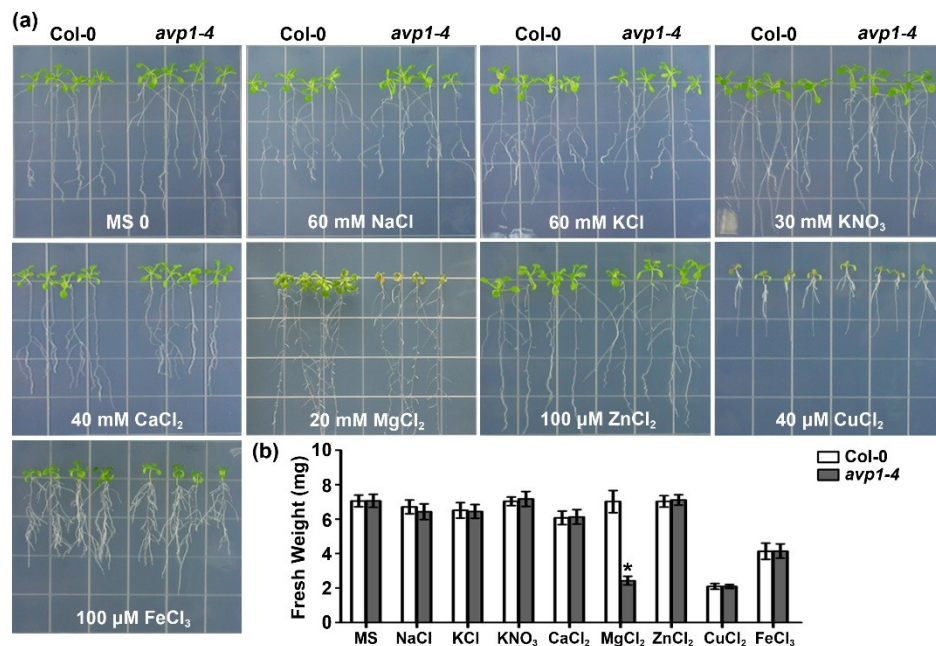 (a)
Col-0 avp1-4 Col-0 avp1-4 Col-0 avp1-4 Col-0 avp1-4
MS 0 60 mM NaCl 60 mM KCl 30 mM KNO₃
40 mM CaCl₂ 20 mM MgCl₂ 100 µM ZnCl₂ 40 µM CuCl₂
100 µM FeCl₃
(b)
Col-0
avp1-4
Fresh Weight (mg)
10
8
6
4
2
0
*
MS NaCl KCl KNO₃ CaCl₂ MgCl₂ ZnCl₂ CuCl₂ FeCl₃